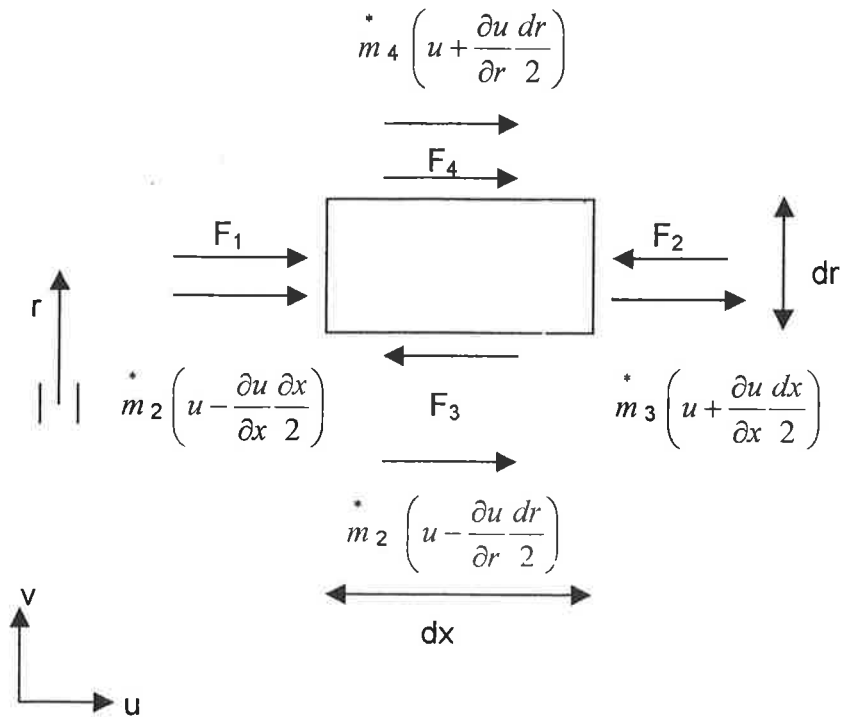 ṁ 4 (u + ∂u/∂r dr/2)
F4
F1
F2
dr
r
ṁ 2 (u − ∂u/∂x ∂x/2)
F3
ṁ 3 (u + ∂u/∂x dx/2)
ṁ 2 (u − ∂u/∂r dr/2)
dx
v
u